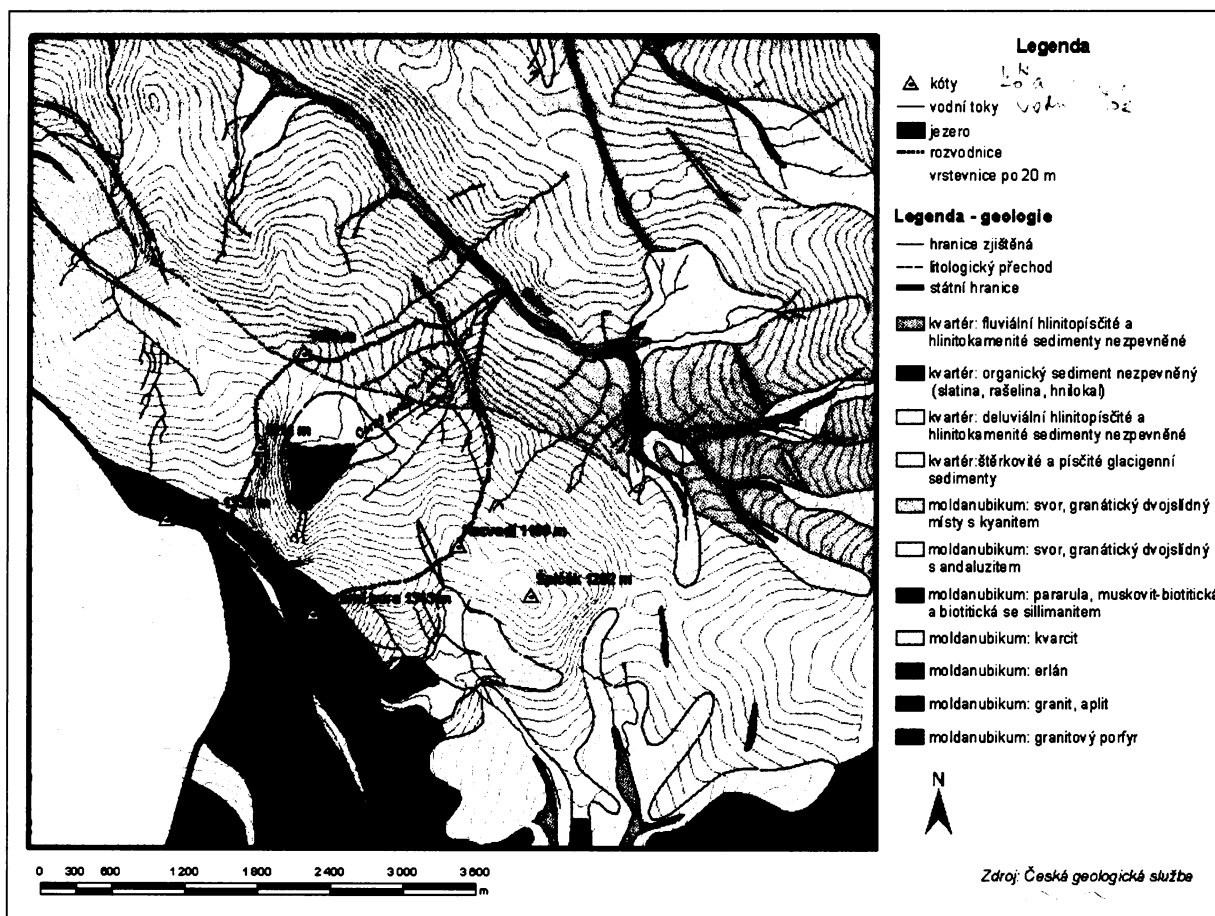 Legenda
kóty
vodní toky
jezero
rozvodnice
vrstevnice po 20 m
Legenda - geologie
hranice zjištěná
litologický přechod
státní hranice
kvartér: fluviální hlinitopísčité a
hlinitokamenité sedimenty nezpevněné
kvartér: organický sediment nezpevněný
(slatina, rašelina, hnilokal)
kvartér: deluviální hlinitopísčité a
hlinitokamenité sedimenty nezpevněné
kvartér:štěrkovité a písčité glacigenní
sedimenty
moldanubikum: svor, granátický dvojslídný
místy s kyanitem
moldanubikum: svor, granátický dvojslídný
s andaluzitem
moldanubikum: pararula, muskovit-biotitická
a biotitická se sillimanitem
moldanubikum: kvarcit
moldanubikum: erlán
moldanubikum: granit, aplit
moldanubikum: granitový porfyr
N
Špičák 1202 m
0 300 600 1 200 1 800 2 400 3 000 3 600
m
Zdroj: Česká geologická služba